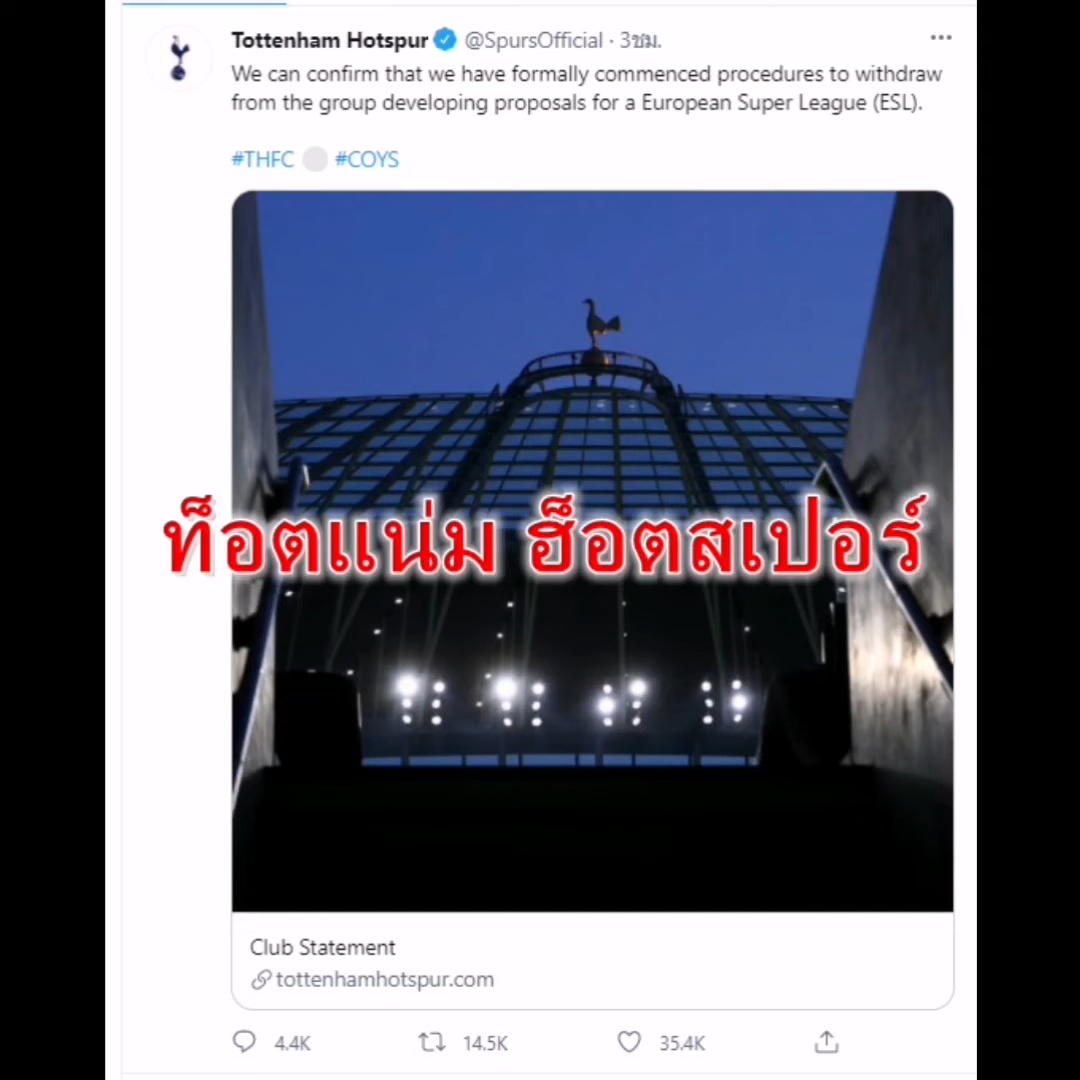 Tottenham Hotspur @SpursOfficial · 3ชม.
We can confirm that we have formally commenced procedures to withdraw
from the group developing proposals for a European Super League (ESL).
#THFC #COYS
ท็อตแน่ม ฮ็อตสเปอร์
Club Statement
tottenhamhotspur.com
4.4K 14.5K 35.4K